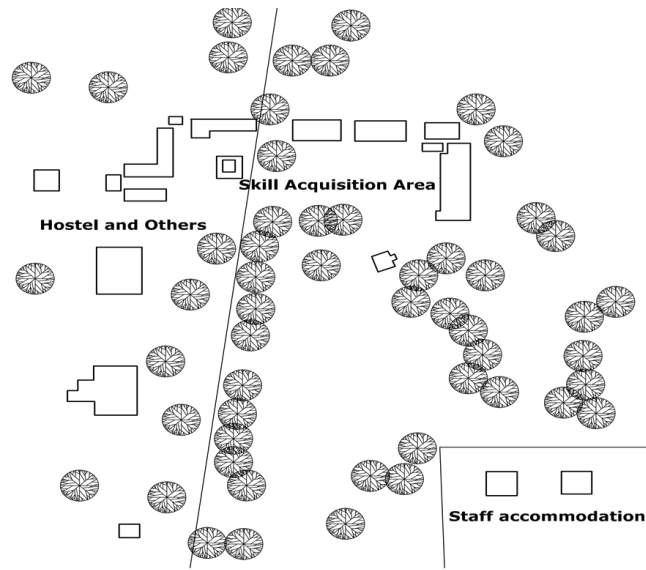 Skill Acquisition Area
Hostel and Others
Staff accommodation